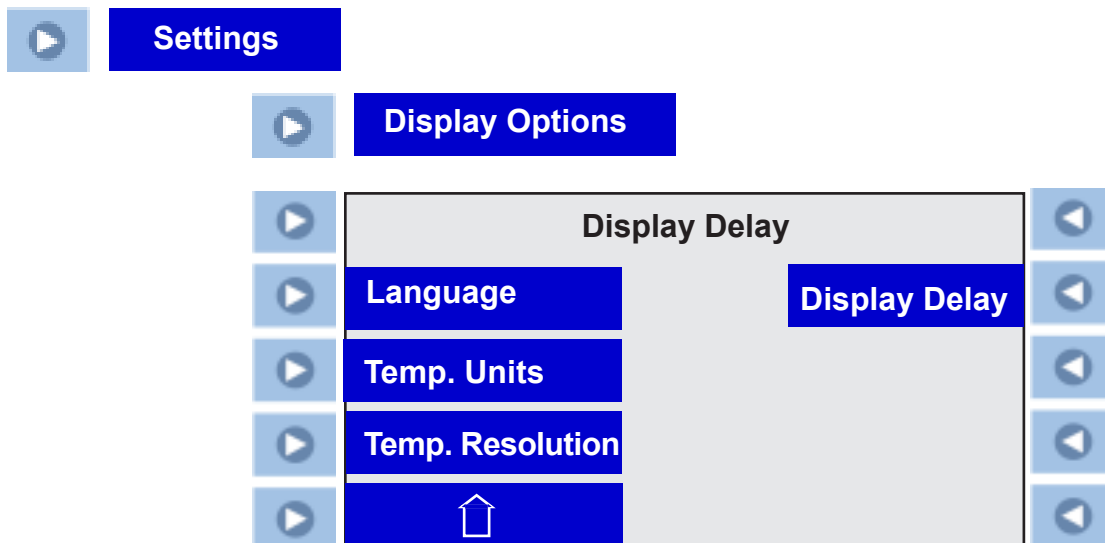 Settings
Display Options
Display Delay
Language
Display Delay
Temp. Units
Temp. Resolution